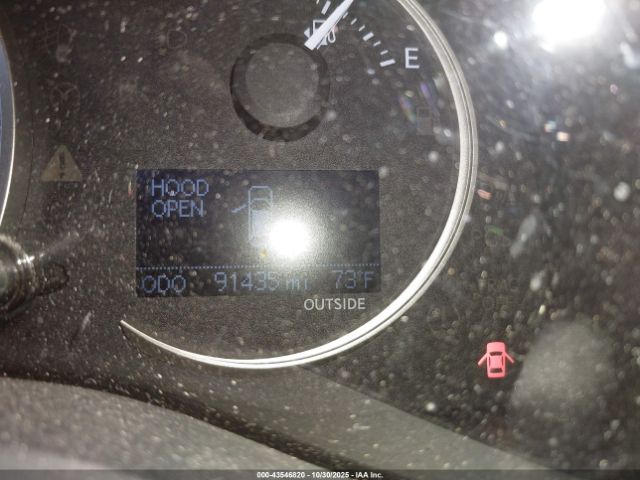 E
HOOD
OPEN
ODO 91435 mi 73°F
OUTSIDE
000-43546820 - 10/30/2025 - IAA Inc.